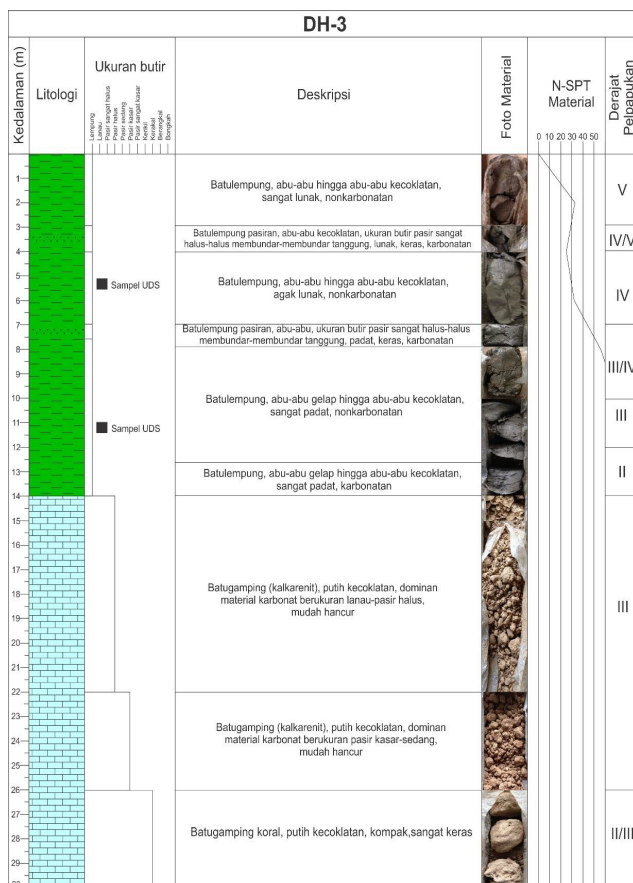 DH-3
Kedalaman (m)
Litologi
Ukuran butir
Lempung
Lanau
Pasir sangat halus
Pasir halus
Pasir sedang
Pasir kasar
Pasir sangat kasar
Kerikil
Kerakal
Berangkal
Bongkah
Deskripsi
Foto Material
N-SPT
Material
0 10 20 30 40 50
Derajat
Pelpapukan
1
2
3
4
5
6
7
8
9
10
11
12
13
14
15
16
17
18
19
20
21
22
23
24
25
26
27
28
29
Batulempung, abu-abu hingga abu-abu kecoklatan,
sangat lunak, nonkarbonatan
V
Batulempung pasiran, abu-abu kecoklatan, ukuran butir pasir sangat
halus-halus membundar-membundar tanggung, lunak, keras, karbonatan
IV/V
Sampel UDS
Batulempung, abu-abu hingga abu-abu kecoklatan,
agak lunak, nonkarbonatan
IV
Batulempung pasiran, abu-abu, ukuran butir pasir sangat halus-halus
membundar-membundar tanggung, padat, keras, karbonatan
III/IV
Sampel UDS
Batulempung, abu-abu gelap hingga abu-abu kecoklatan,
sangat padat, nonkarbonatan
III
Batulempung, abu-abu gelap hingga abu-abu kecoklatan,
sangat padat, karbonatan
II
Batugamping (kalkarenit), putih kecoklatan, dominan
material karbonat berukuran lanau-pasir halus,
mudah hancur
III
Batugamping (kalkarenit), putih kecoklatan, dominan
material karbonat berukuran pasir kasar-sedang,
mudah hancur
Batugamping koral, putih kecoklatan, kompak,sangat keras
II/III